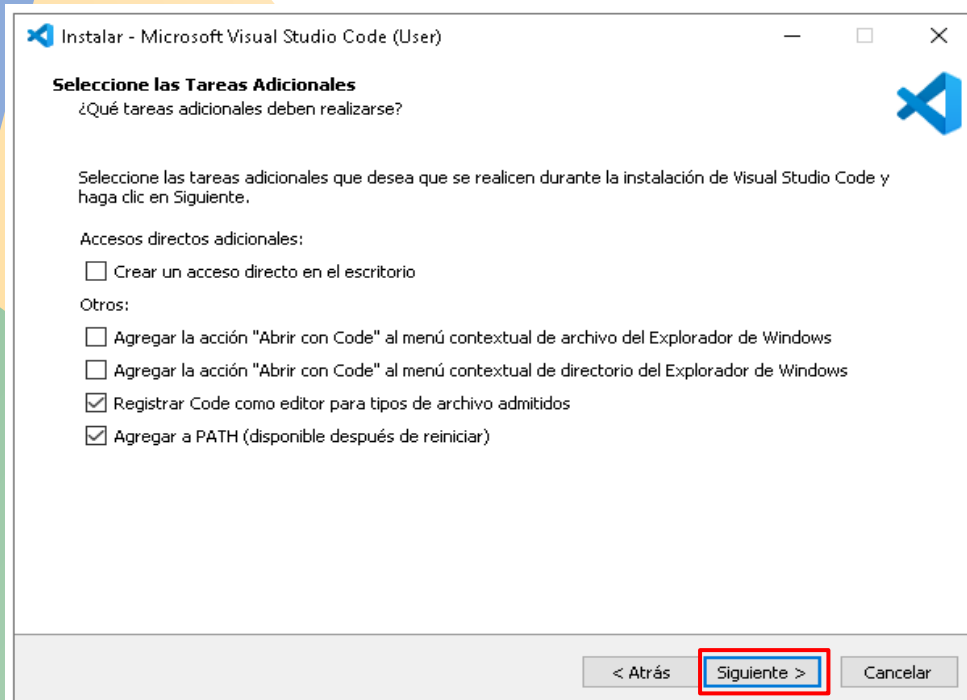 Instalar - Microsoft Visual Studio Code (User)
Seleccione las Tareas Adicionales
¿Qué tareas adicionales deben realizarse?
Seleccione las tareas adicionales que desea que se realicen durante la instalación de Visual Studio Code y
haga clic en Siguiente.
Accesos directos adicionales:
Crear un acceso directo en el escritorio
Otros:
Agregar la acción "Abrir con Code" al menú contextual de archivo del Explorador de Windows
Agregar la acción "Abrir con Code" al menú contextual de directorio del Explorador de Windows
Registrar Code como editor para tipos de archivo admitidos
Agregar a PATH (disponible después de reiniciar)
< Atrás Siguiente > Cancelar